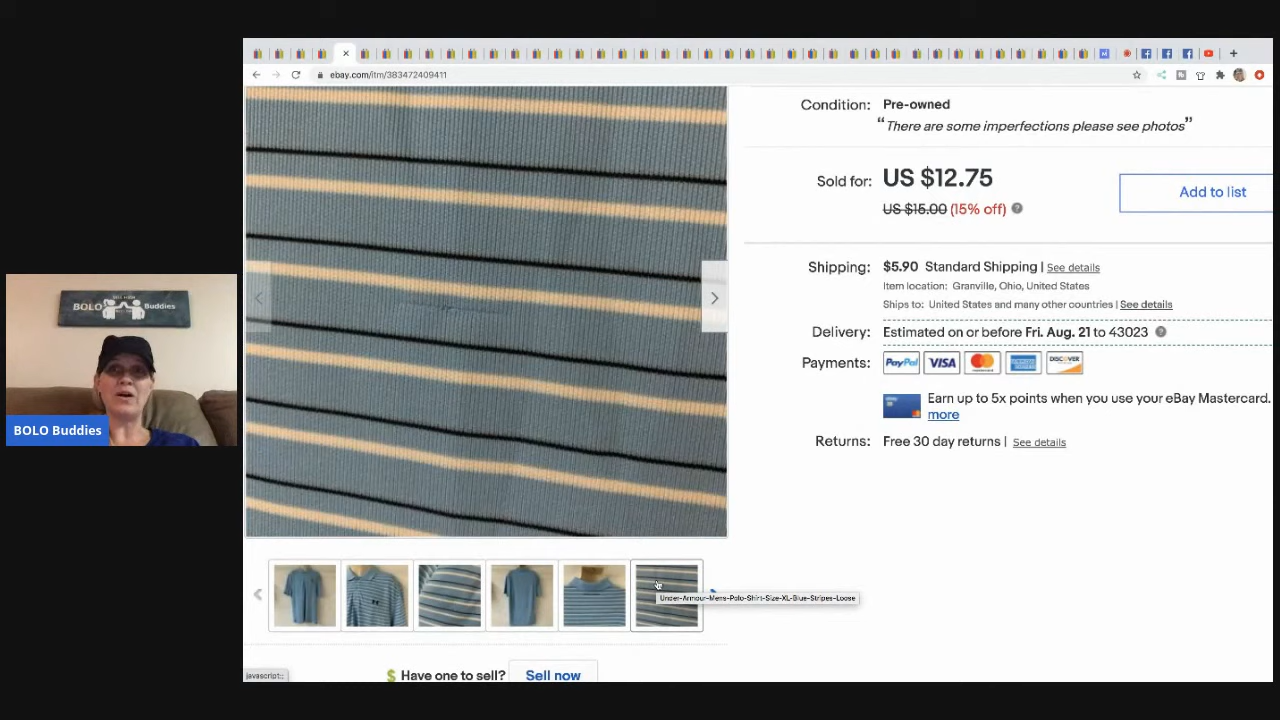 ebay.com/itm/383472409411
Condition: Pre-owned
“There are some imperfections please see photos”
Sold for: US $12.75
Add to list
US $15.00 (15% off)
Shipping: $5.90 Standard Shipping | See details
Item location: Granville, Ohio, United States
Ships to: United States and many other countries | See details
Delivery: Estimated on or before Fri. Aug. 21 to 43023
Payments: PayPal VISA DISCOVER
Earn up to 5x points when you use your eBay Mastercard.
more
Returns: Free 30 day returns | See details
BOLO Buddies
BOLO Buddies
Under-Armour-Mens-Polo-Shirt-Size-XL-Blue-Stripes-Loose
$ Have one to sell? Sell now
javascript:;